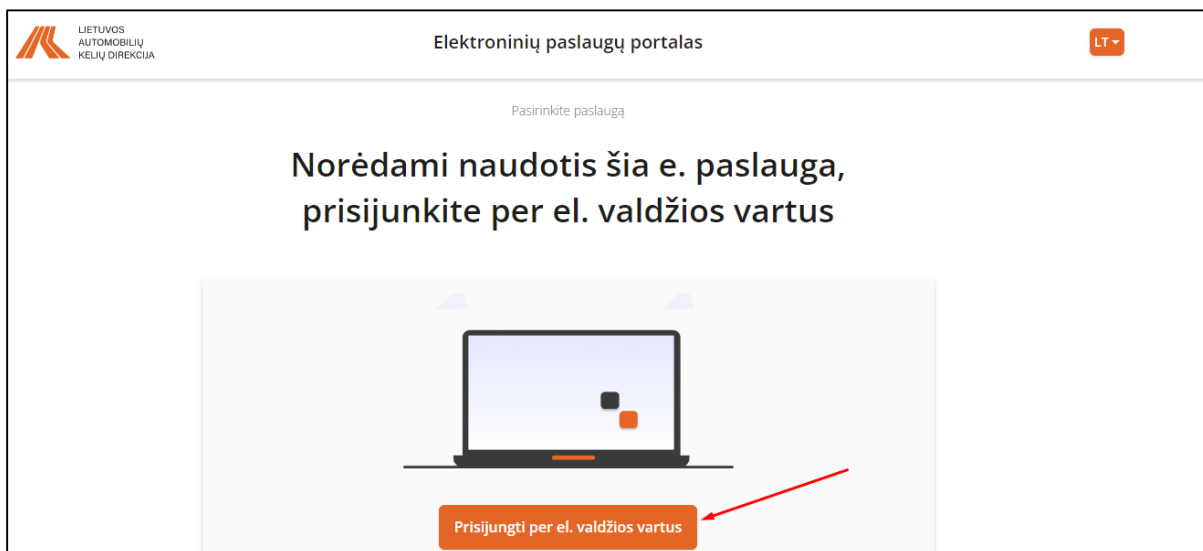 LIETUVOS
AUTOMOBILIŲ
KELIŲ DIREKCIJA
Elektroninių paslaugų portalas
LT
Pasirinkite paslaugą
Norėdami naudotis šia e. paslauga,
prisijunkite per el. valdžios vartus
Prisijungti per el. valdžios vartus